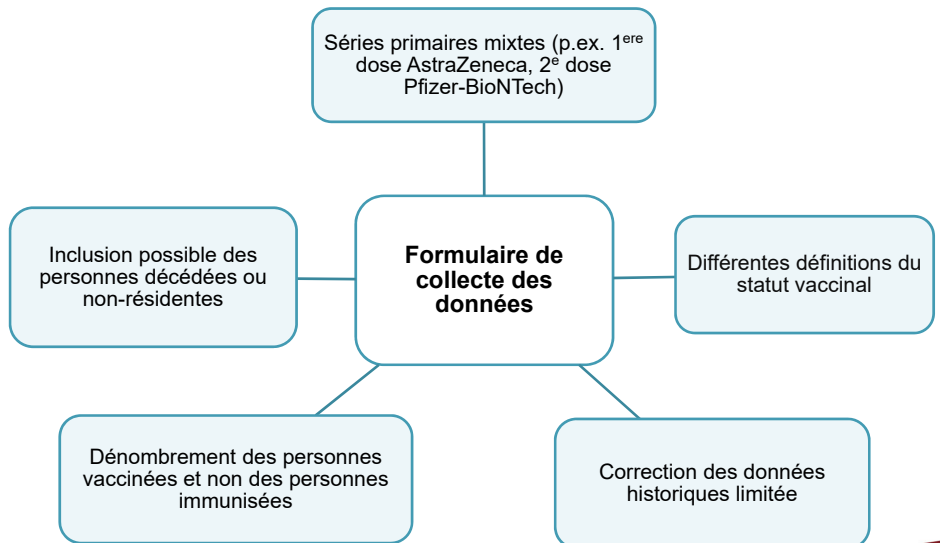 Séries primaires mixtes (p.ex. 1ere
dose AstraZeneca, 2e dose
Pfizer-BioNTech)
Inclusion possible des
personnes décédées ou
non-résidentes
Formulaire de
collecte des
données
Différentes définitions du
statut vaccinal
Dénombrement des personnes
vaccinées et non des personnes
immunisées
Correction des données
historiques limitée